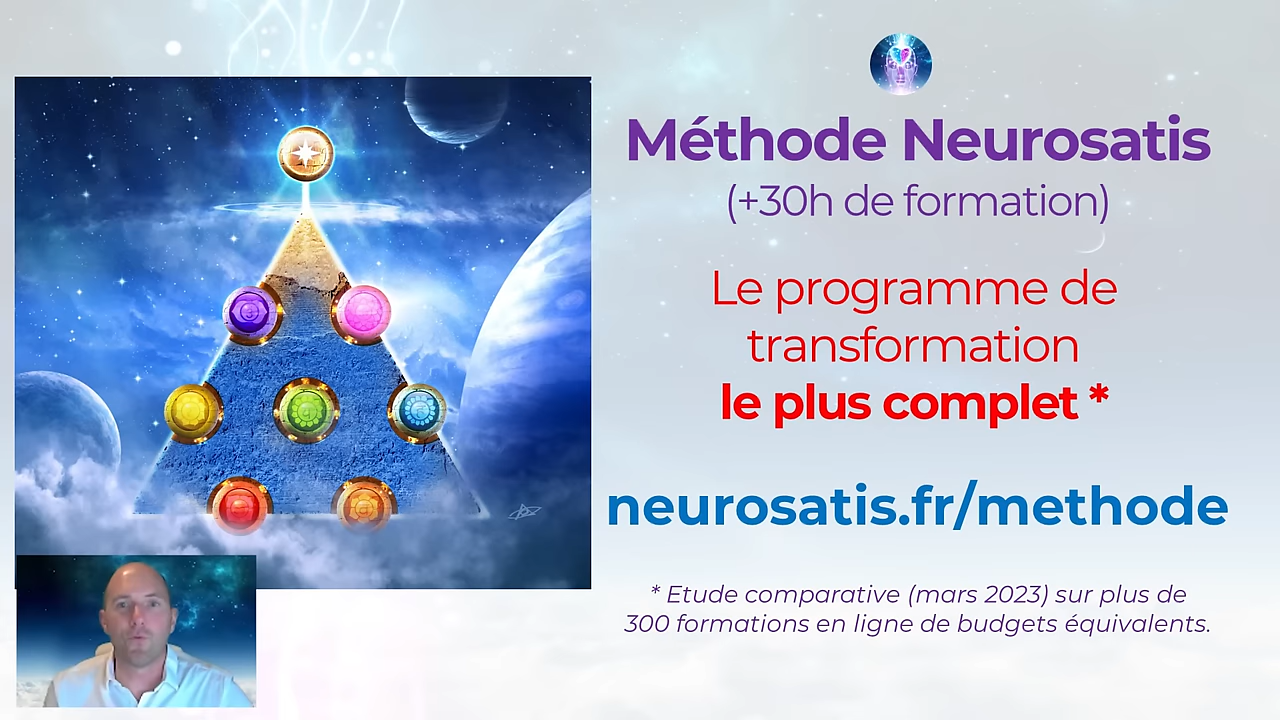 Méthode Neurosatis
(+30h de formation)
Le programme de
transformation
le plus complet *
neurosatis.fr/methode
* Etude comparative (mars 2023) sur plus de
300 formations en ligne de budgets équivalents.